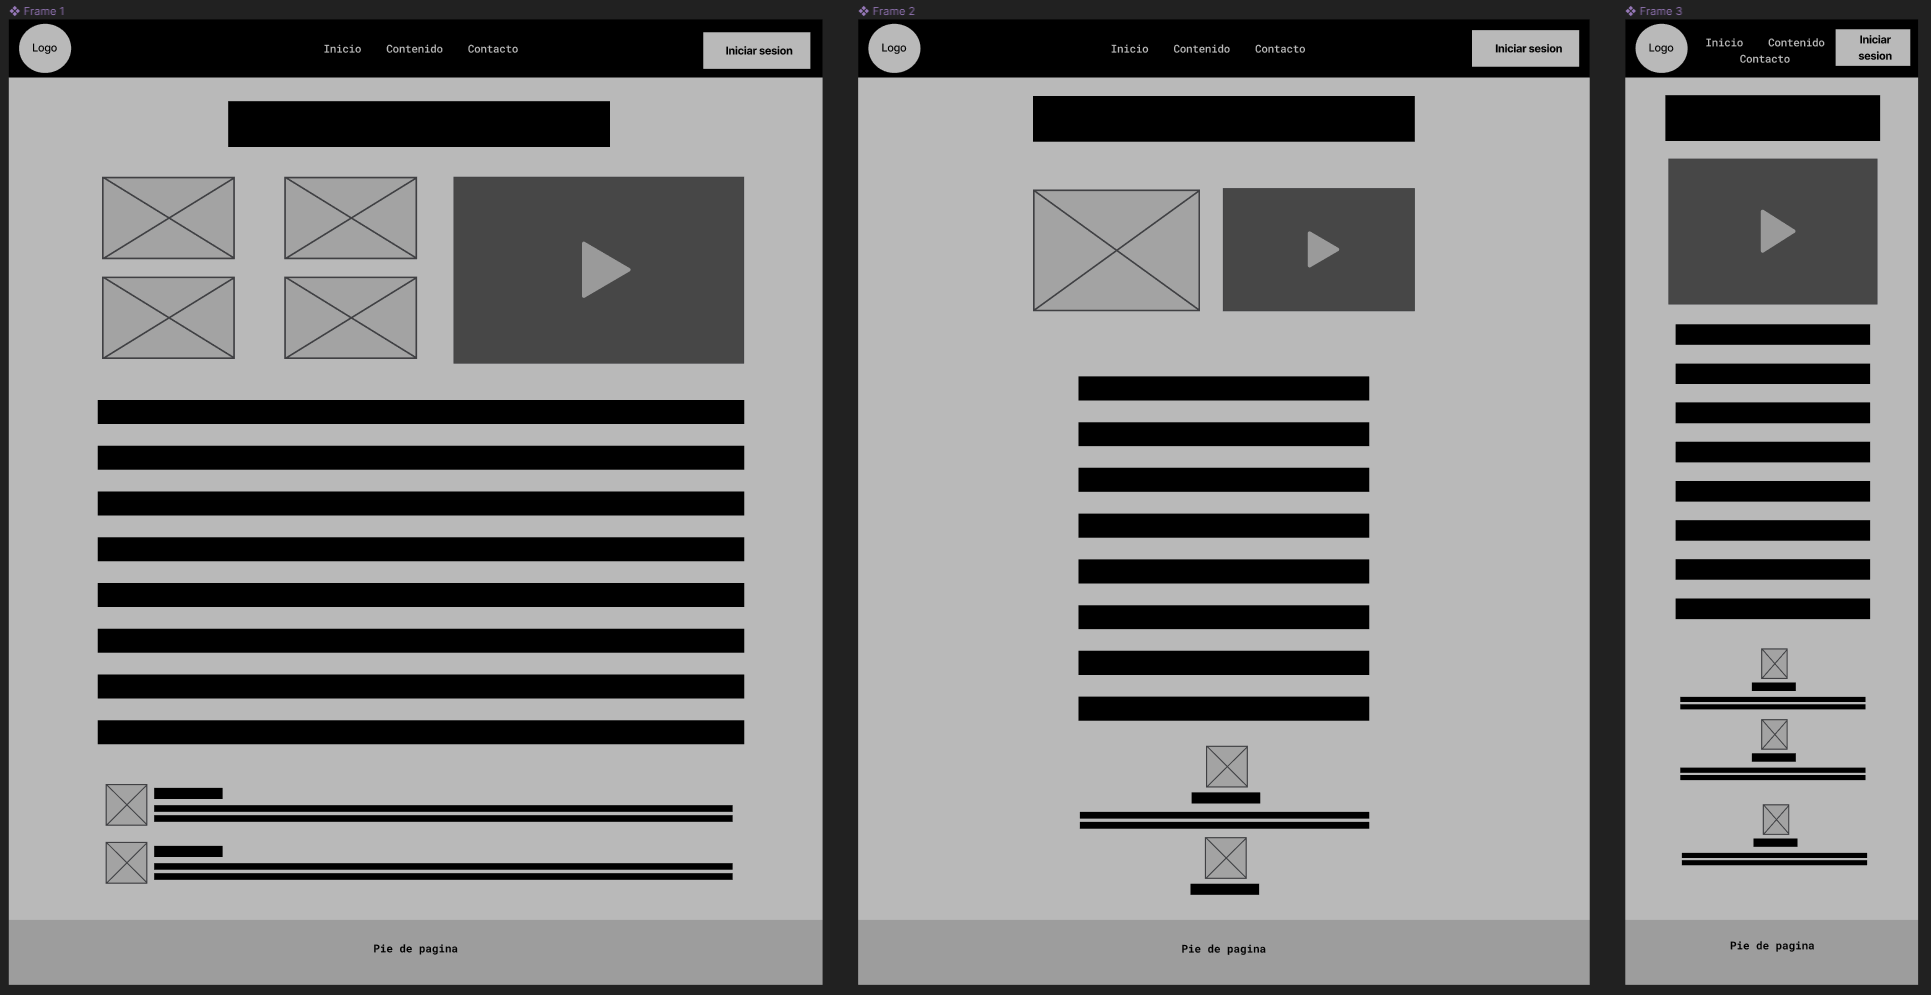 Frame 1
Logo
Inicio Contenido Contacto
Iniciar sesion
Pie de pagina
Frame 2
Logo
Inicio Contenido Contacto
Iniciar sesion
Pie de pagina
Frame 3
Logo
Inicio Contenido
Contacto
Iniciar
sesion
Pie de pagina